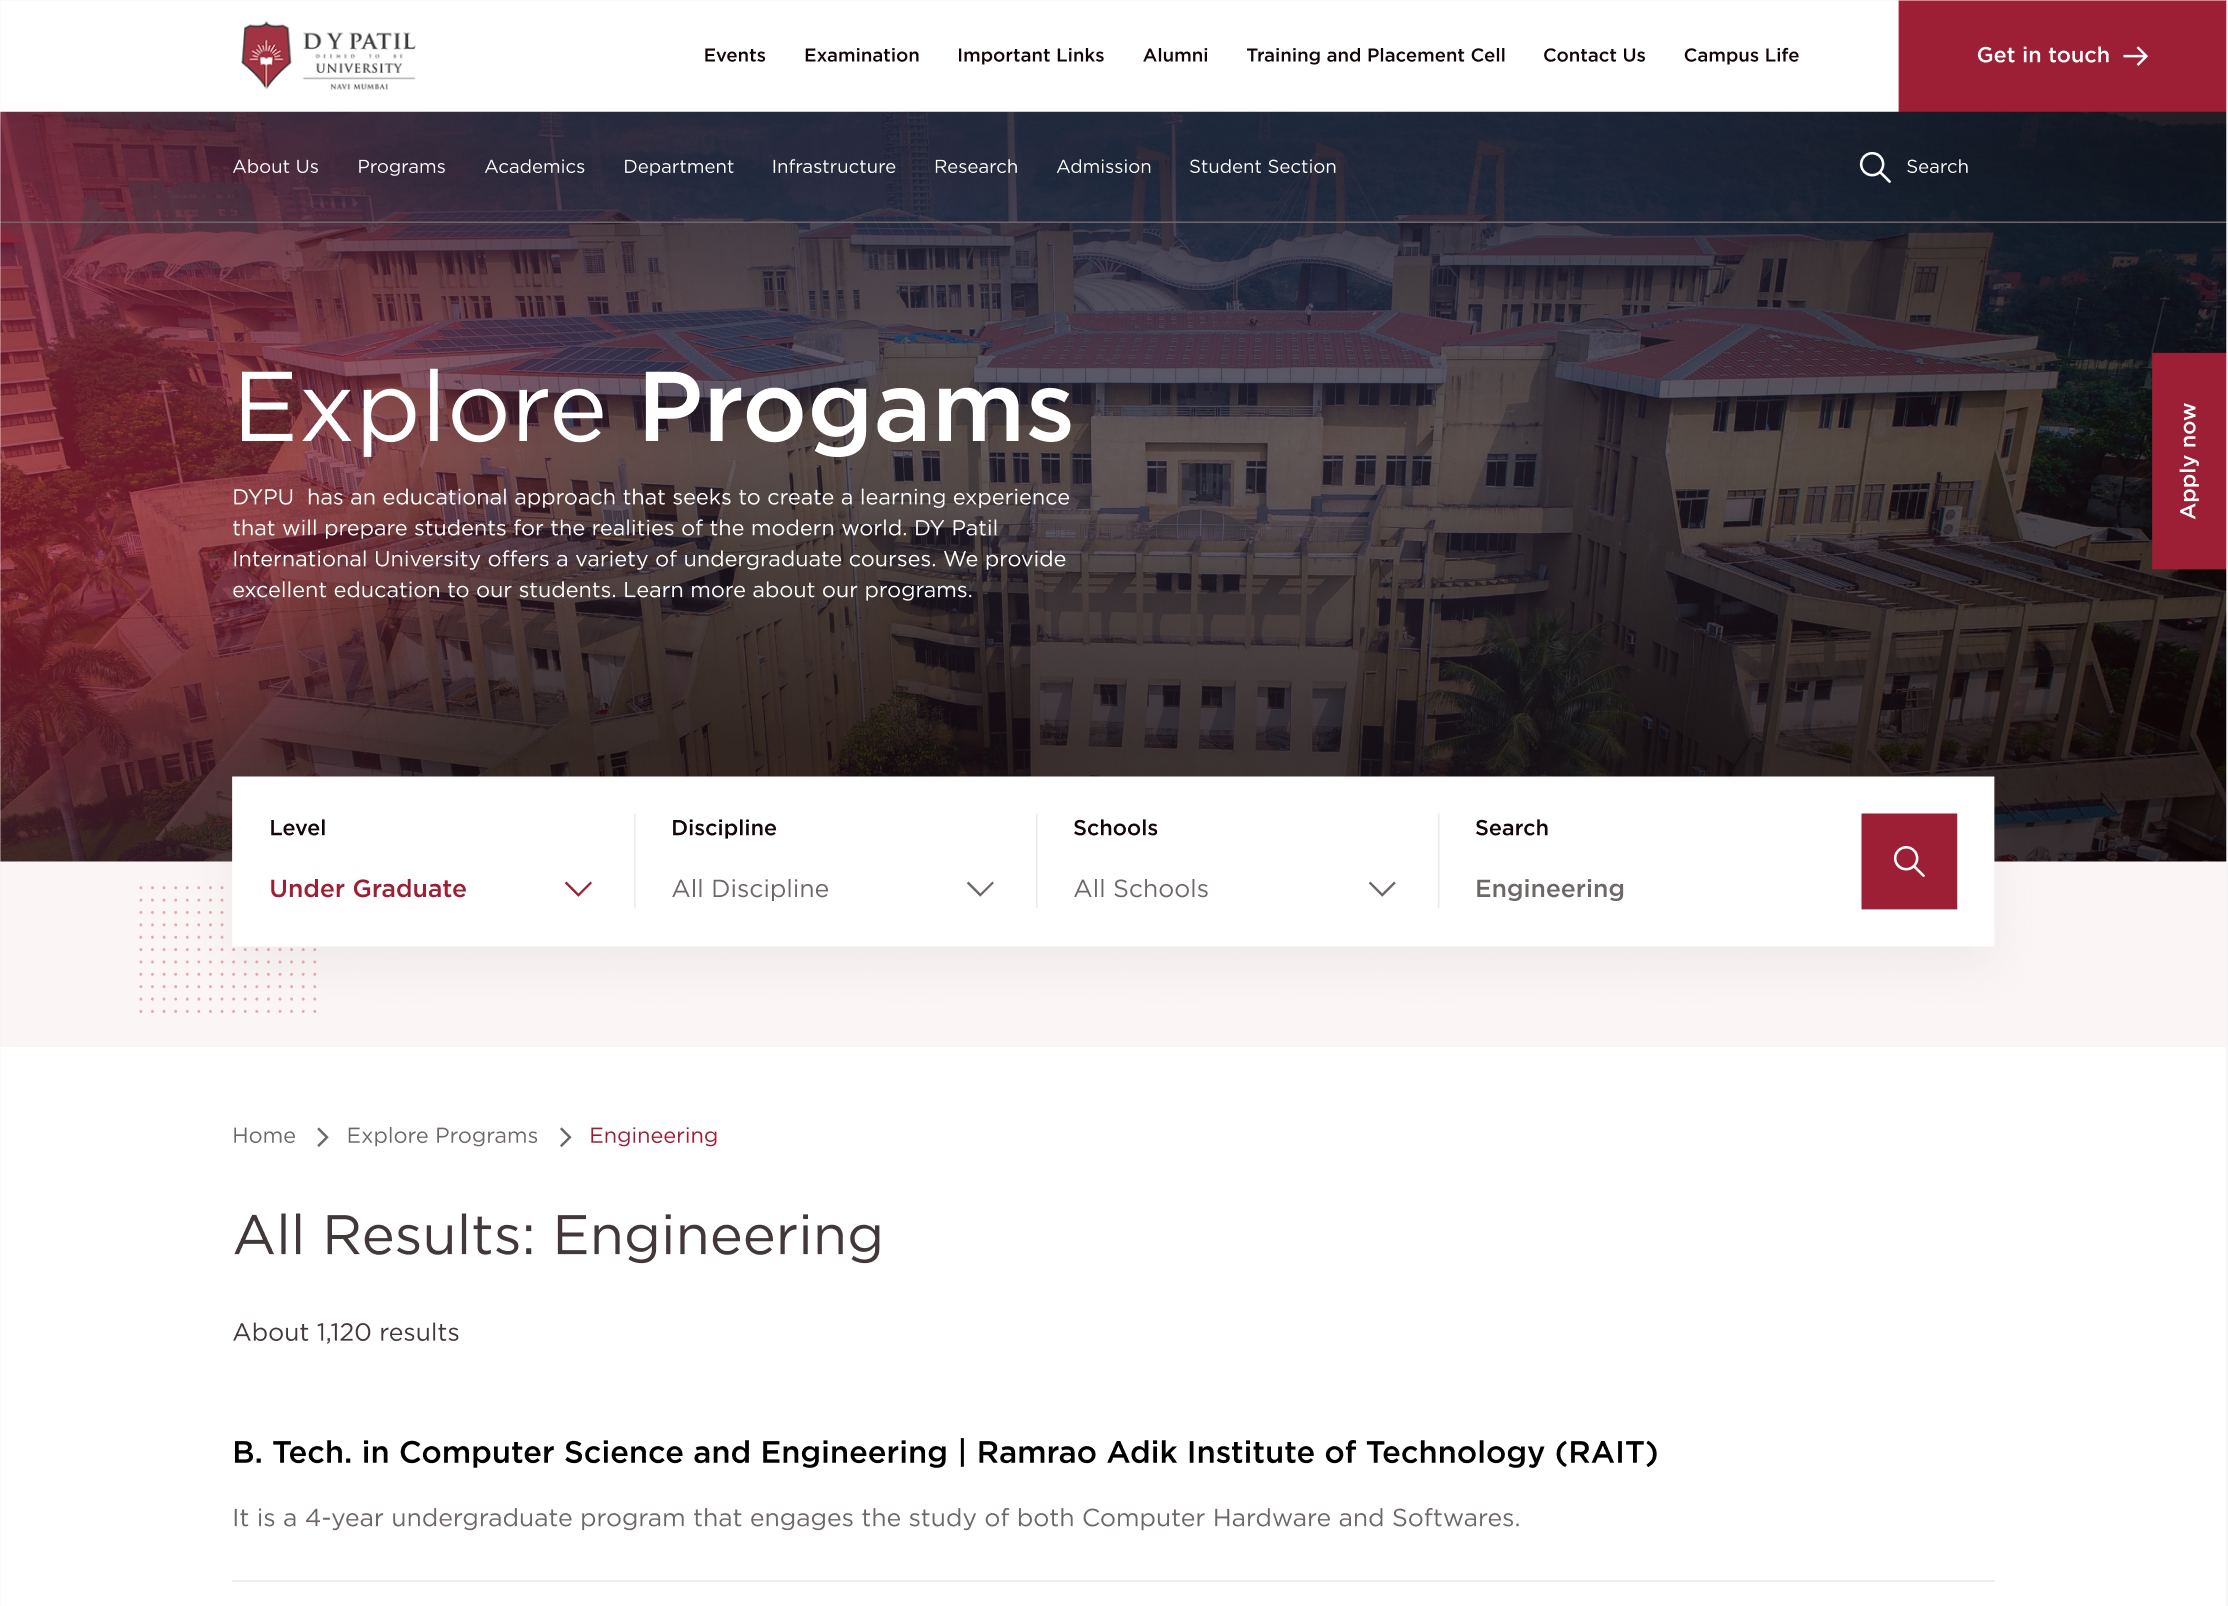 D Y PATIL
DEEMED TO BE
UNIVERSITY
NAVI MUMBAI
Events Examination Important Links Alumni Training and Placement Cell Contact Us Campus Life
Get in touch
About Us Programs Academics Department Infrastructure Research Admission Student Section
Search
Explore Progams
DYPU has an educational approach that seeks to create a learning experience
that will prepare students for the realities of the modern world. DY Patil
International University offers a variety of undergraduate courses. We provide
excellent education to our students. Learn more about our programs.
Apply now
Level Discipline Schools Search
Under Graduate All Discipline All Schools Engineering
Home Explore Programs Engineering
All Results: Engineering
About 1,120 results
B. Tech. in Computer Science and Engineering | Ramrao Adik Institute of Technology (RAIT)
It is a 4-year undergraduate program that engages the study of both Computer Hardware and Softwares.